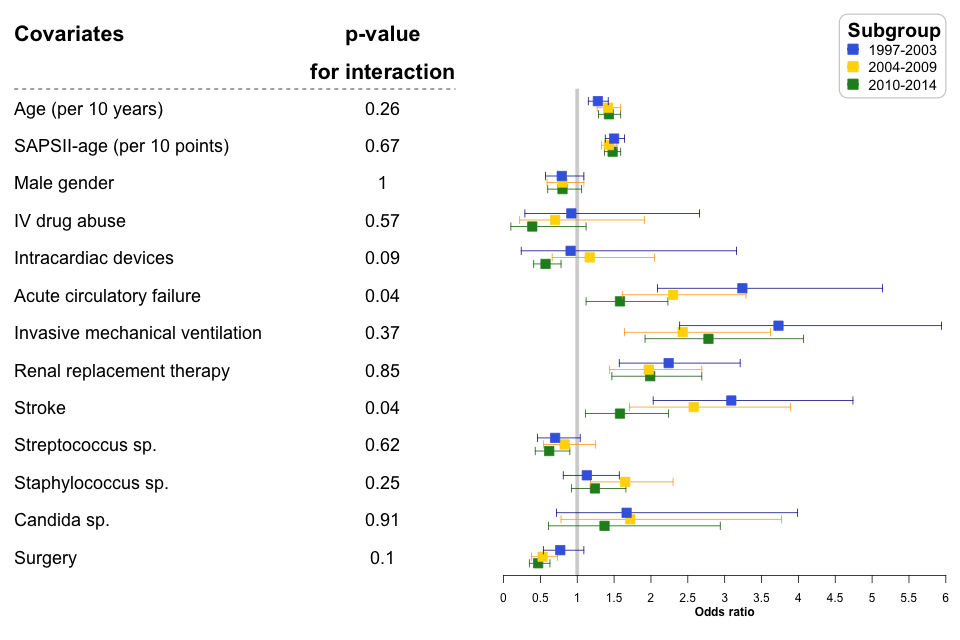 Covariates p-value
for interaction
Subgroup
1997-2003
2004-2009
2010-2014
Age (per 10 years) 0.26
SAPSII-age (per 10 points) 0.67
Male gender 1
IV drug abuse 0.57
Intracardiac devices 0.09
Acute circulatory failure 0.04
Invasive mechanical ventilation 0.37
Renal replacement therapy 0.85
Stroke 0.04
Streptococcus sp. 0.62
Staphylococcus sp. 0.25
Candida sp. 0.91
Surgery 0.1
0 0.5 1 1.5 2 2.5 3 3.5 4 4.5 5 5.5 6
Odds ratio